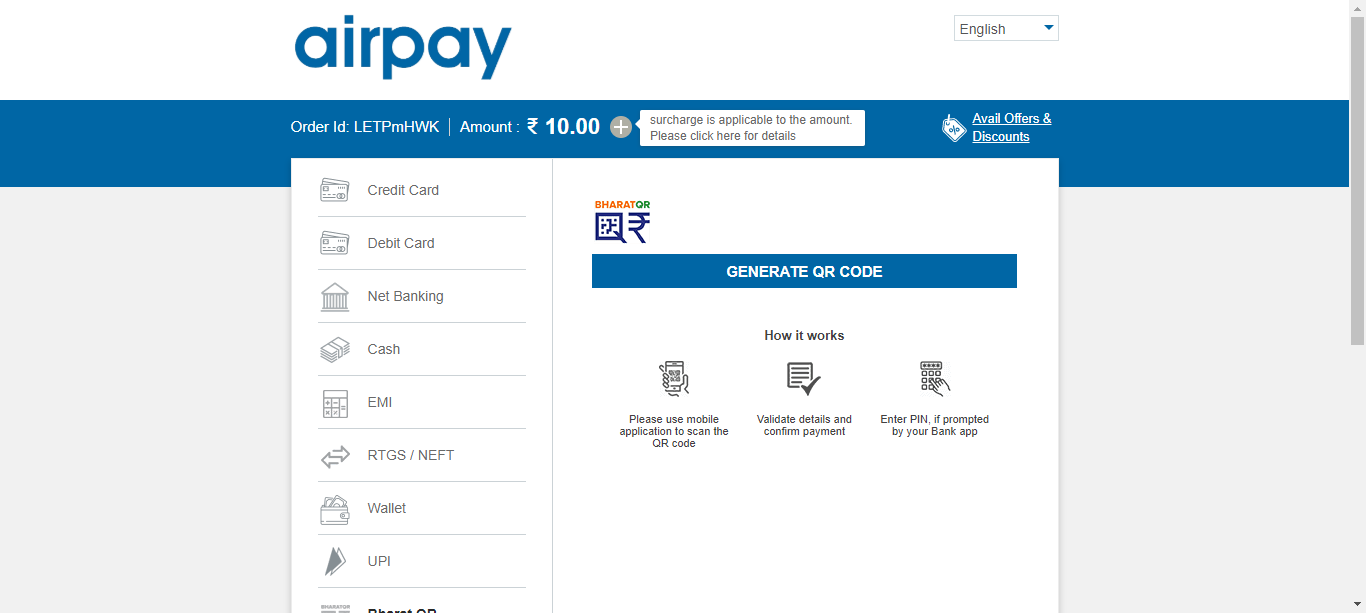 airpay
English
Order Id: LETPmHWK
Amount : ₹ 10.00
surcharge is applicable to the amount.
Please click here for details
Avail Offers &
Discounts
Credit Card
Debit Card
Net Banking
Cash
EMI
RTGS / NEFT
Wallet
UPI
BHARATQR
Bharat QR
BHARATQR
GENERATE QR CODE
How it works
Please use mobile
application to scan the
QR code
Validate details and
confirm payment
Enter PIN, if prompted
by your Bank app